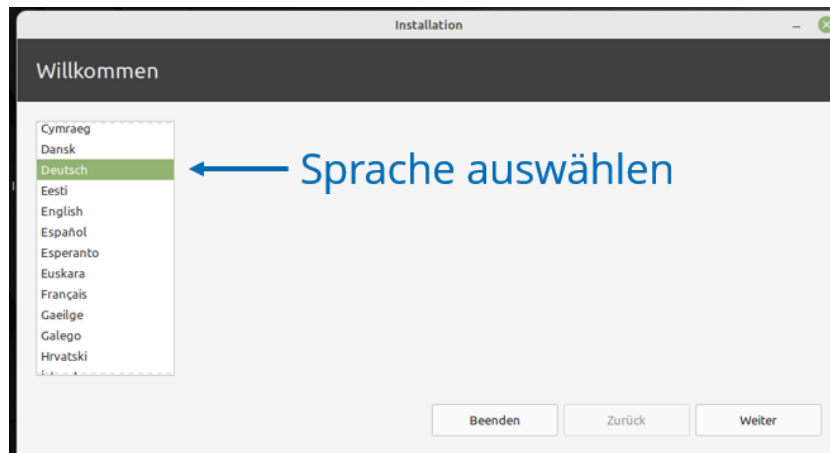 Installation
Willkommen
Cymraeg
Dansk
Deutsch
Sprache auswählen
Eesti
English
Español
Esperanto
Euskara
Français
Gaeilge
Galego
Hrvatski
Beenden
Zurück
Weiter